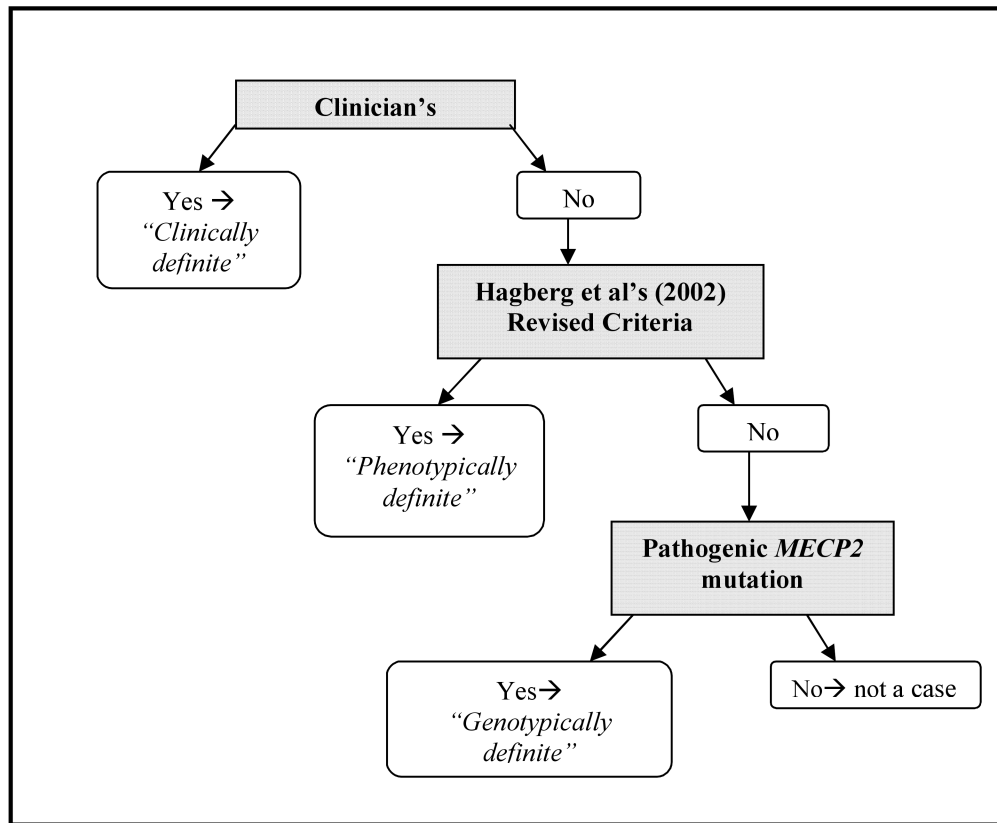 Clinician’s
Yes →
“Clinically
definite”
No
Hagberg et al’s (2002)
Revised Criteria
Yes →
“Phenotypically
definite”
No
Pathogenic MECP2
mutation
Yes→
“Genotypically
definite”
No→ not a case